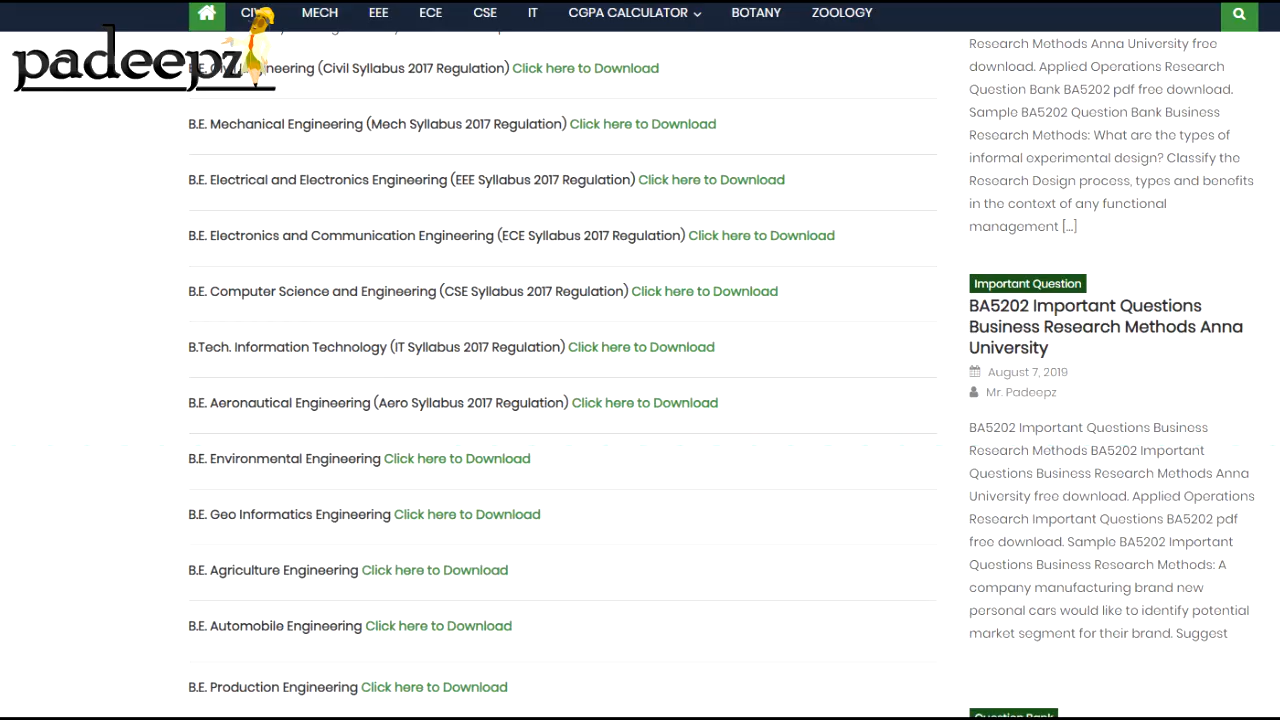 CIV MECH EEE ECE CSE IT CGPA CALCULATOR BOTANY ZOOLOGY
padeepz
Engineering (Civil Syllabus 2017 Regulation) Click here to Download
B.E. Mechanical Engineering (Mech Syllabus 2017 Regulation) Click here to Download
B.E. Electrical and Electronics Engineering (EEE Syllabus 2017 Regulation) Click here to Download
B.E. Electronics and Communication Engineering (ECE Syllabus 2017 Regulation) Click here to Download
B.E. Computer Science and Engineering (CSE Syllabus 2017 Regulation) Click here to Download
B.Tech. Information Technology (IT Syllabus 2017 Regulation) Click here to Download
B.E. Aeronautical Engineering (Aero Syllabus 2017 Regulation) Click here to Download
B.E. Environmental Engineering Click here to Download
B.E. Geo Informatics Engineering Click here to Download
B.E. Agriculture Engineering Click here to Download
B.E. Automobile Engineering Click here to Download
B.E. Production Engineering Click here to Download
Research Methods Anna University free
download. Applied Operations Research
Question Bank BA5202 pdf free download.
Sample BA5202 Question Bank Business
Research Methods: What are the types of
informal experimental design? Classify the
Research Design process, types and benefits
in the context of any functional
management [...]
Important Question
BA5202 Important Questions
Business Research Methods Anna
University
August 7, 2019
Mr. Padeepz
BA5202 Important Questions Business
Research Methods BA5202 Important
Questions Business Research Methods Anna
University free download. Applied Operations
Research Important Questions BA5202 pdf
free download. Sample BA5202 Important
Questions Business Research Methods: A
company manufacturing brand new
personal cars would like to identify potential
market segment for their brand. Suggest
Question Bank